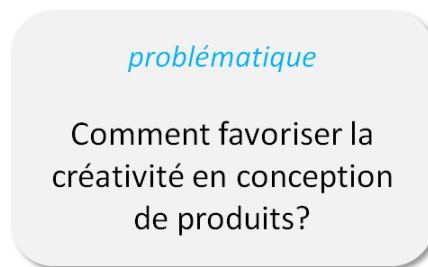 problématique
Comment favoriser la
créativité en conception
de produits?